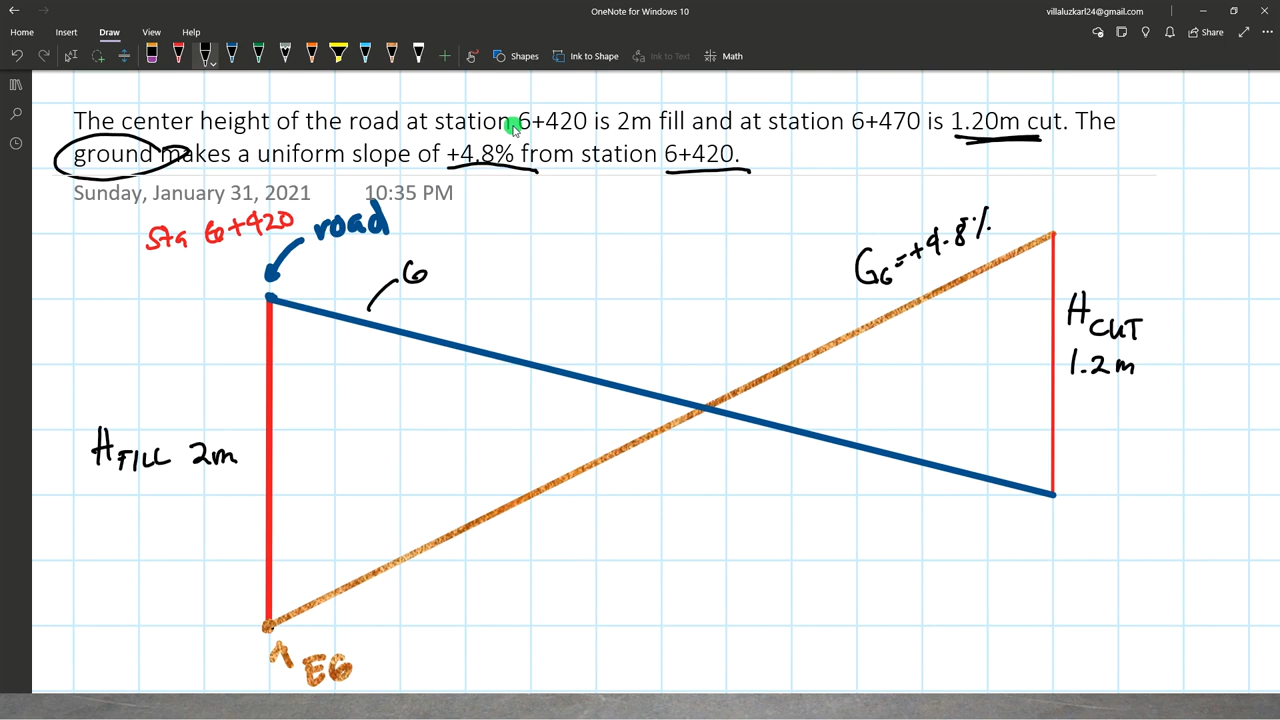 OneNote for Windows 10
villaluzkarl24@gmail.com
Home Insert Draw View Help
Share
Shapes Ink to Shape Ink to Text Math
The center height of the road at station 6+420 is 2m fill and at station 6+470 is 1.20m cut. The
ground makes a uniform slope of +4.8% from station 6+420.
Sunday, January 31, 2021 10:35 PM
Sta 6+420
road
G
GG=+4.8%
HCUT
1.2m
HFILL 2m
EG